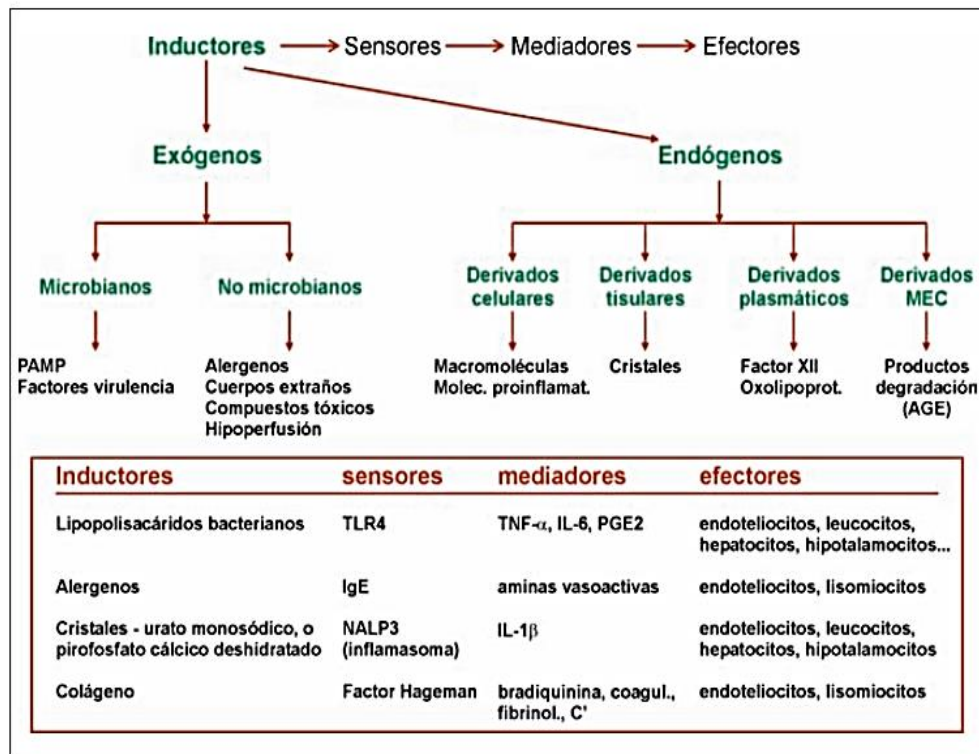 Inductores Sensores Mediadores Efectores
Exógenos Endógenos
Microbianos No microbianos Derivados celulares Derivados tisulares Derivados plasmáticos Derivados MEC
PAMP
Factores virulencia
Alergenos
Cuerpos extraños
Compuestos tóxicos
Hipoperfusión
Macromoléculas
Molec. proinflamat.
Cristales
Factor XII
Oxolipoprot.
Productos
degradación
(AGE)
Inductores sensores mediadores efectores
Lipopolisacáridos bacterianos TLR4 TNF-α, IL-6, PGE2 endoteliocitos, leucocitos,
hepatocitos, hipotalamocitos...
Alergenos IgE aminas vasoactivas endoteliocitos, lisomiocitos
Cristales - urato monosódico, o NALP3 IL-1β endoteliocitos, leucocitos,
pirofosfato cálcico deshidratado (inflamasoma) hepatocitos, hipotalamocitos
Colágeno Factor Hageman bradiquinina, coagul., endoteliocitos, lisomiocitos
fibrinol., C'